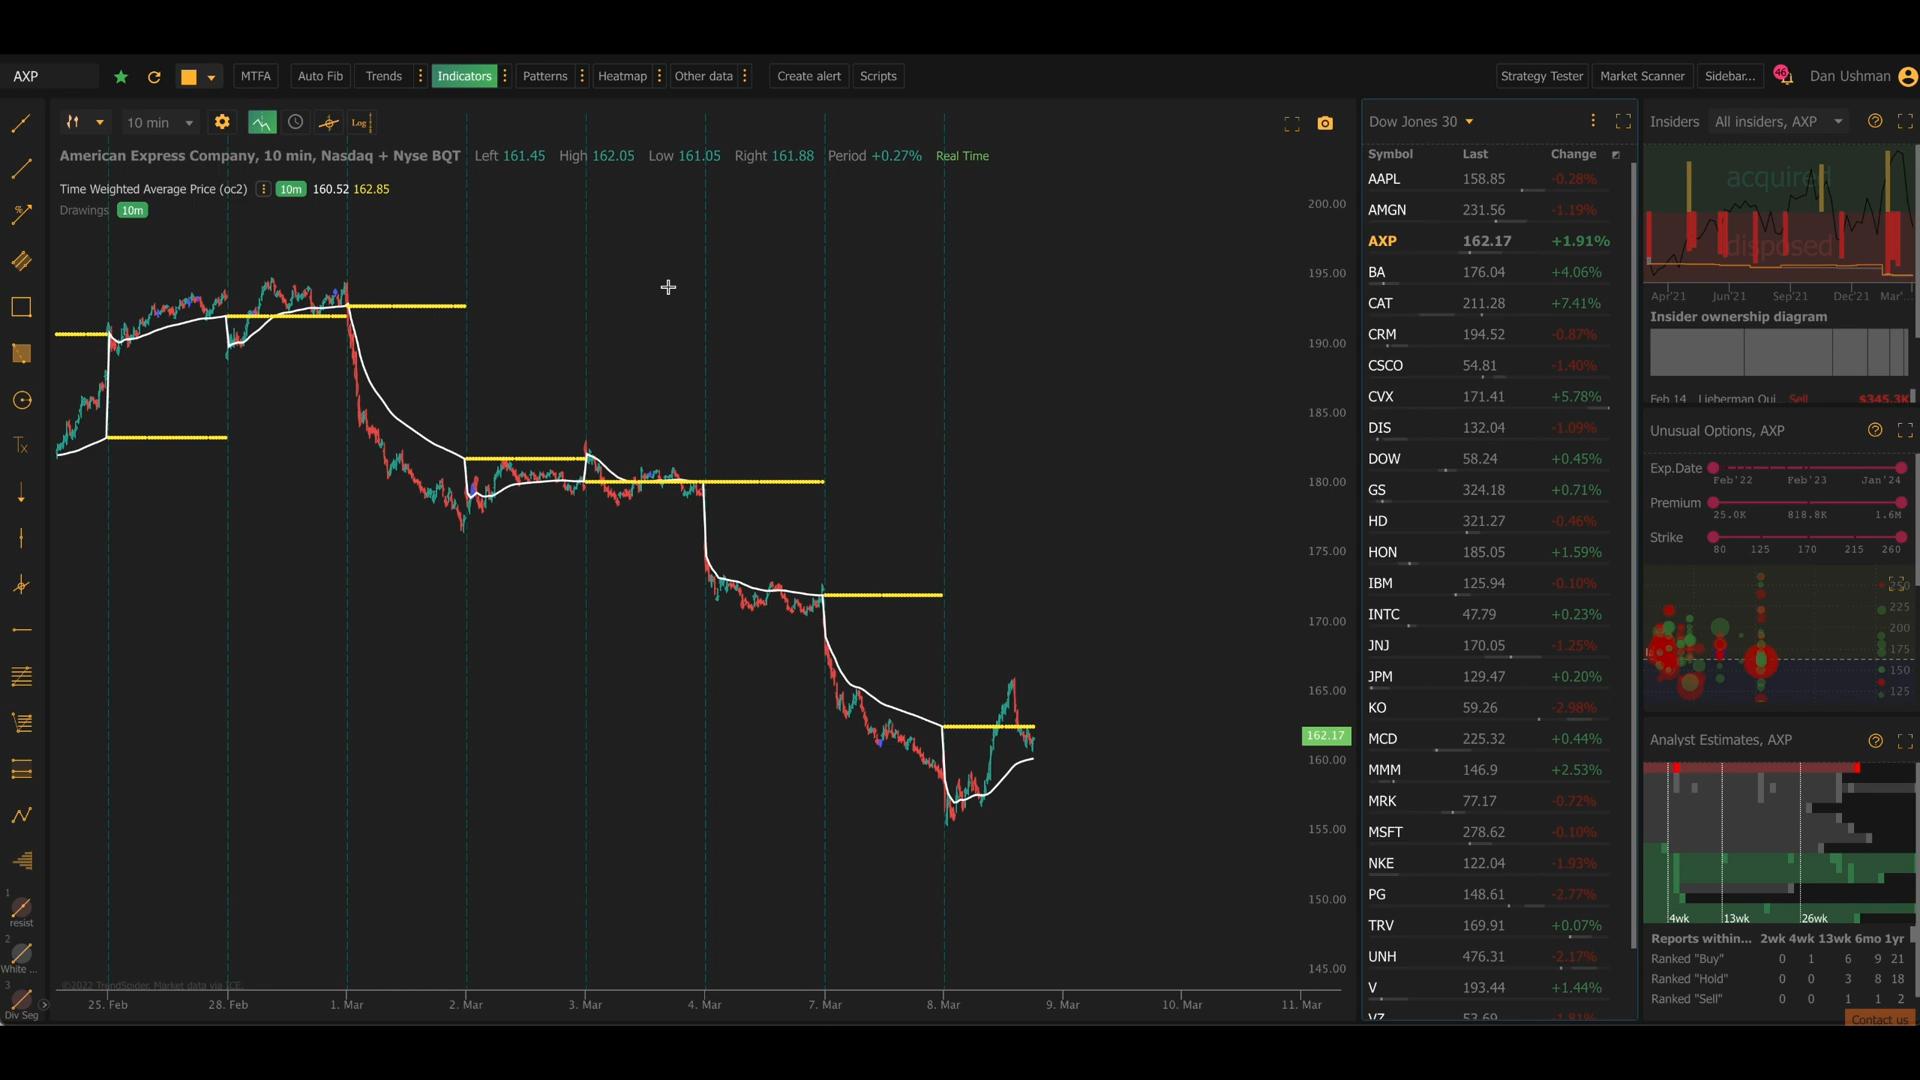 AXP MTFA Auto Fib Trends Indicators Patterns Heatmap Other data Create alert Scripts Strategy Tester Market Scanner Sidebar... 46 Dan Ushman
10 min Log
American Express Company, 10 min, Nasdaq + Nyse BQT Left 161.45 High 162.05 Low 161.05 Right 161.88 Period +0.27% Real Time
Time Weighted Average Price (oc2) 10m 160.52 162.85
Drawings 10m
200.00
195.00
190.00
185.00
180.00
175.00
170.00
165.00
162.17
160.00
155.00
150.00
145.00
©2022 TrendSpider, Market data via ICE.
25. Feb 28. Feb 1. Mar 2. Mar 3. Mar 4. Mar 7. Mar 8. Mar 9. Mar 10. Mar 11. Mar
Tx
1
resist
2
White ...
3
Div Seg
Dow Jones 30
Symbol Last Change
AAPL 158.85 -0.28%
AMGN 231.56 -1.19%
AXP 162.17 +1.91%
BA 176.04 +4.06%
CAT 211.28 +7.41%
CRM 194.52 -0.87%
CSCO 54.81 -1.40%
CVX 171.41 +5.78%
DIS 132.04 -1.09%
DOW 58.24 +0.45%
GS 324.18 +0.71%
HD 321.27 -0.46%
HON 185.05 +1.59%
IBM 125.94 -0.10%
INTC 47.79 +0.23%
JNJ 170.05 -1.25%
JPM 129.47 +0.20%
KO 59.26 -2.98%
MCD 225.32 +0.44%
MMM 146.9 +2.53%
MRK 77.17 -0.72%
MSFT 278.62 -0.10%
NKE 122.04 -1.93%
PG 148.61 -2.77%
TRV 169.91 +0.07%
UNH 476.31 -2.17%
V 193.44 +1.44%
VZ 53.69 -1.81%
Insiders All insiders, AXP
acquired
disposed
Apr'21 Jun'21 Sep'21 Dec'21 Mar'...
Insider ownership diagram
Feb 14 Lieberman Qui... Sell $345.3K
Unusual Options, AXP
Exp.Date
Feb'22 Feb'23 Jan'24
Premium
25.0K 818.8K 1.6M
Strike
80 125 170 215 260
250
225
200
175
150
125
Analyst Estimates, AXP
4wk 13wk 26wk
Reports within... 2wk 4wk 13wk 6mo 1yr
Ranked "Buy" 0 1 6 9 21
Ranked "Hold" 0 0 3 8 18
Ranked "Sell" 0 0 1 1 2
Contact us